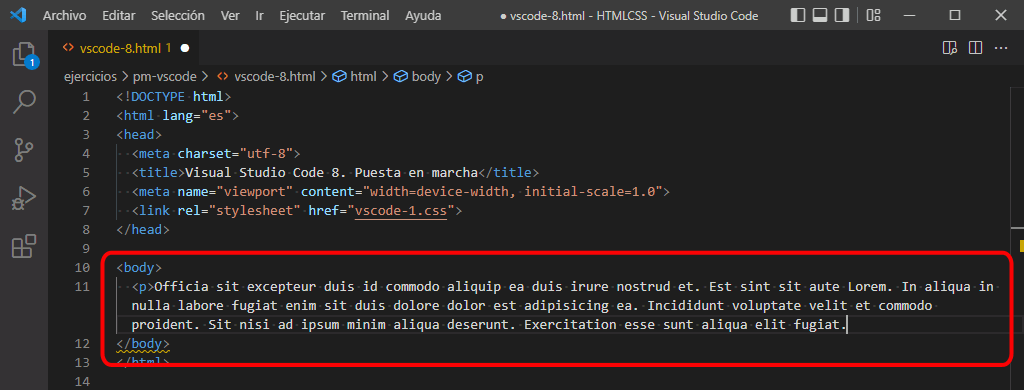 Archivo Editar Selección Ver Ir Ejecutar Terminal Ayuda ● vscode-8.html - HTMLCSS - Visual Studio Code
vscode-8.html 1 ●
1
ejercicios > pm-vscode > vscode-8.html > html > body > p
1 <!DOCTYPE html>
2 <html lang="es">
3 <head>
4 <meta charset="utf-8">
5 <title>Visual Studio Code 8. Puesta en marcha</title>
6 <meta name="viewport" content="width=device-width, initial-scale=1.0">
7 <link rel="stylesheet" href="vscode-1.css">
8 </head>
9
10 <body>
11 <p>Officia sit excepteur duis id commodo aliquip ea duis irure nostrud et. Est sint sit aute Lorem. In aliqua in
nulla labore fugiat enim sit duis dolore dolor est adipisicing ea. Incididunt voluptate velit et commodo
proident. Sit nisi ad ipsum minim aliqua deserunt. Exercitation esse sunt aliqua elit fugiat.
12 </body>
13 </html>
14